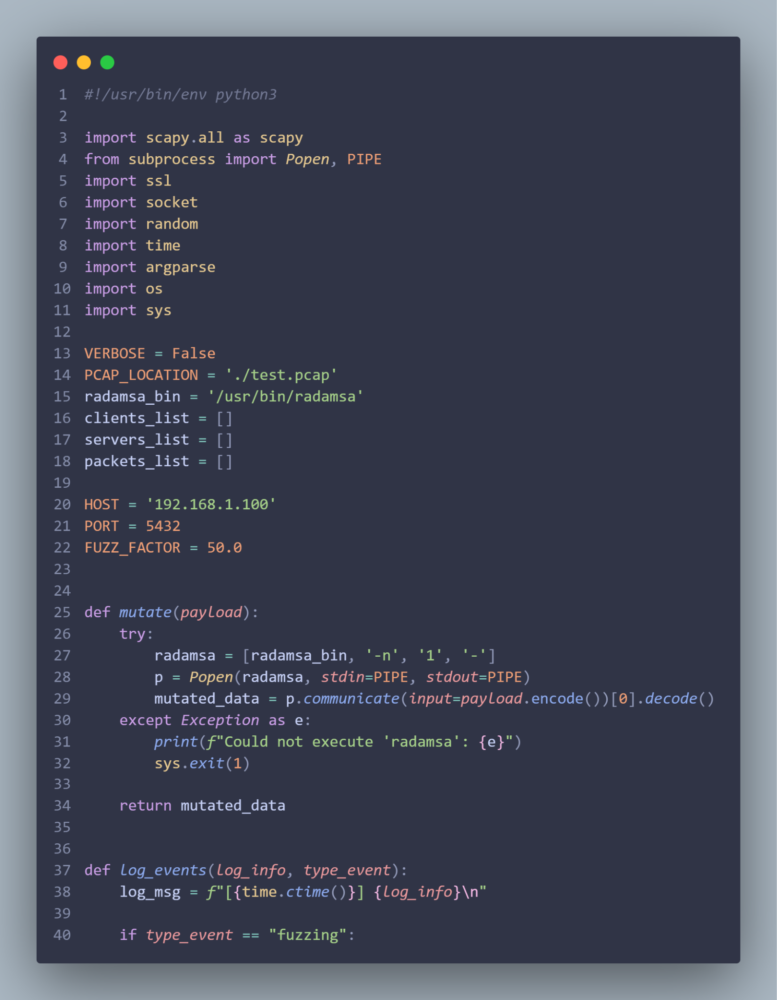 1 #!/usr/bin/env python3
2
3 import scapy.all as scapy
4 from subprocess import Popen, PIPE
5 import ssl
6 import socket
7 import random
8 import time
9 import argparse
10 import os
11 import sys
12
13 VERBOSE = False
14 PCAP_LOCATION = './test.pcap'
15 radamsa_bin = '/usr/bin/radamsa'
16 clients_list = []
17 servers_list = []
18 packets_list = []
19
20 HOST = '192.168.1.100'
21 PORT = 5432
22 FUZZ_FACTOR = 50.0
23
24
25 def mutate(payload):
26     try:
27         radamsa = [radamsa_bin, '-n', '1', '-']
28         p = Popen(radamsa, stdin=PIPE, stdout=PIPE)
29         mutated_data = p.communicate(input=payload.encode())[0].decode()
30     except Exception as e:
31         print(f"Could not execute 'radamsa': {e}")
32         sys.exit(1)
33
34     return mutated_data
35
36
37 def log_events(log_info, type_event):
38     log_msg = f"[{time.ctime()}] {log_info}\n"
39
40     if type_event == "fuzzing":